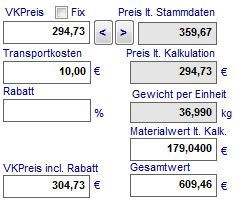 VKPreis Fix Preis lt. Stammdaten
294,73 < > 359,67
Transportkosten Preis lt. Kalkulation
10,00 € 294,73 €
Rabatt Gewicht per Einheit
% 36,990 kg
Materialwert lt. Kalk.
179,0400 €
VKPreis incl. Rabatt Gesamtwert
304,73 € 609,46 €